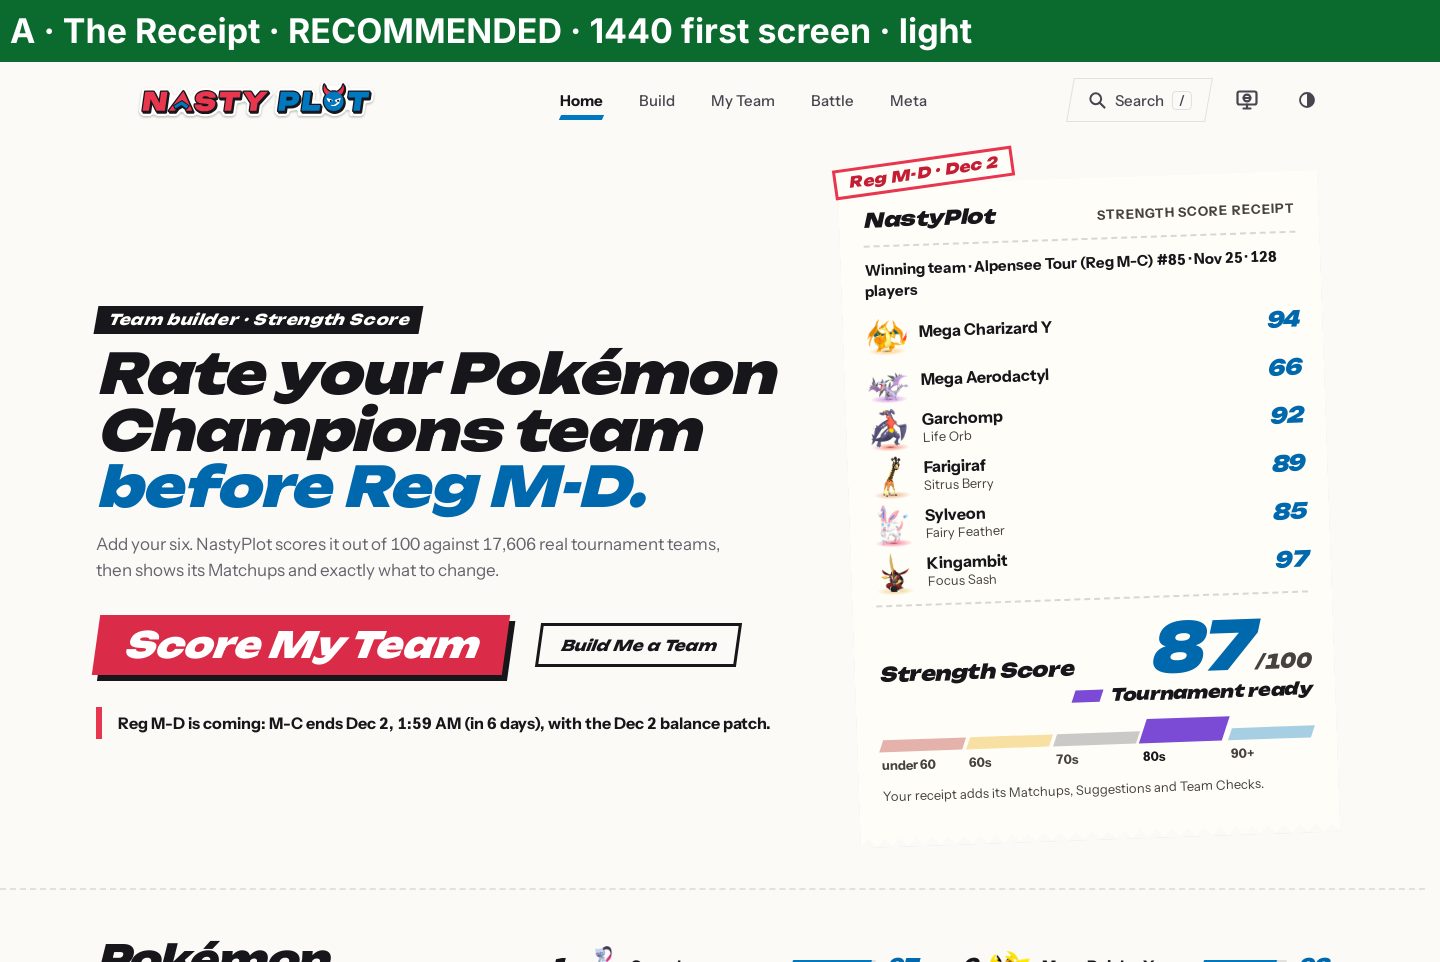 A · The Receipt · RECOMMENDED · 1440 first screen · light
NASTY PLOT
Home
Build
My Team
Battle
Meta
Search /
Reg M-D · Dec 2
NastyPlot
STRENGTH SCORE RECEIPT
Winning team · Alpensee Tour (Reg M-C) #85 · Nov 25 · 128
players
Mega Charizard Y 94
Mega Aerodactyl 66
Garchomp 92
Life Orb
Farigiraf 89
Sitrus Berry
Sylveon 85
Fairy Feather
Kingambit 97
Focus Sash
Strength Score 87 /100
Tournament ready
under 60 60s 70s 80s 90+
Your receipt adds its Matchups, Suggestions and Team Checks.
Team builder · Strength Score
Rate your Pokémon
Champions team
before Reg M-D.
Add your six. NastyPlot scores it out of 100 against 17,606 real tournament teams,
then shows its Matchups and exactly what to change.
Score My Team
Build Me a Team
Reg M-D is coming: M-C ends Dec 2, 1:59 AM (in 6 days), with the Dec 2 balance patch.
Pokémon